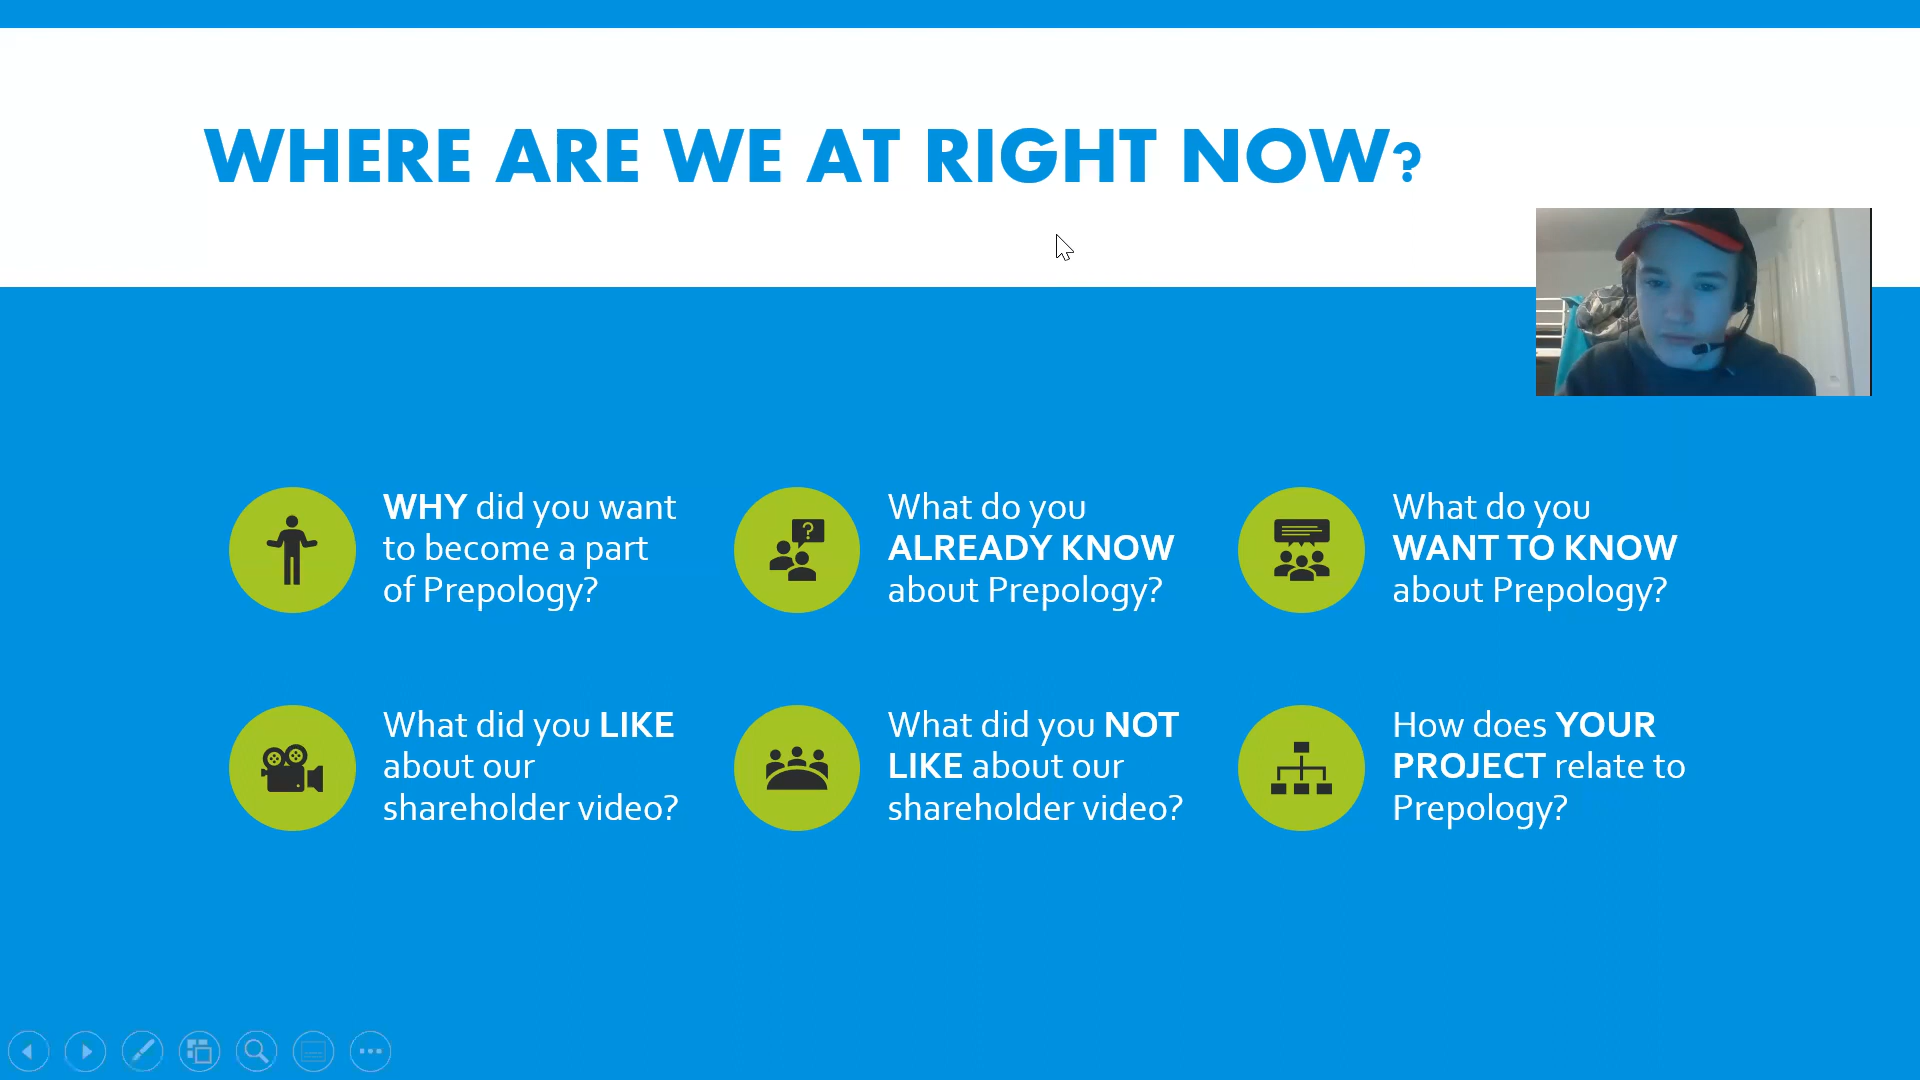 WHERE ARE WE AT RIGHT NOW?
WHY did you want
to become a part
of Prepology?
What do you
ALREADY KNOW
about Prepology?
What do you
WANT TO KNOW
about Prepology?
What did you LIKE
about our
shareholder video?
What did you NOT
LIKE about our
shareholder video?
How does YOUR
PROJECT relate to
Prepology?